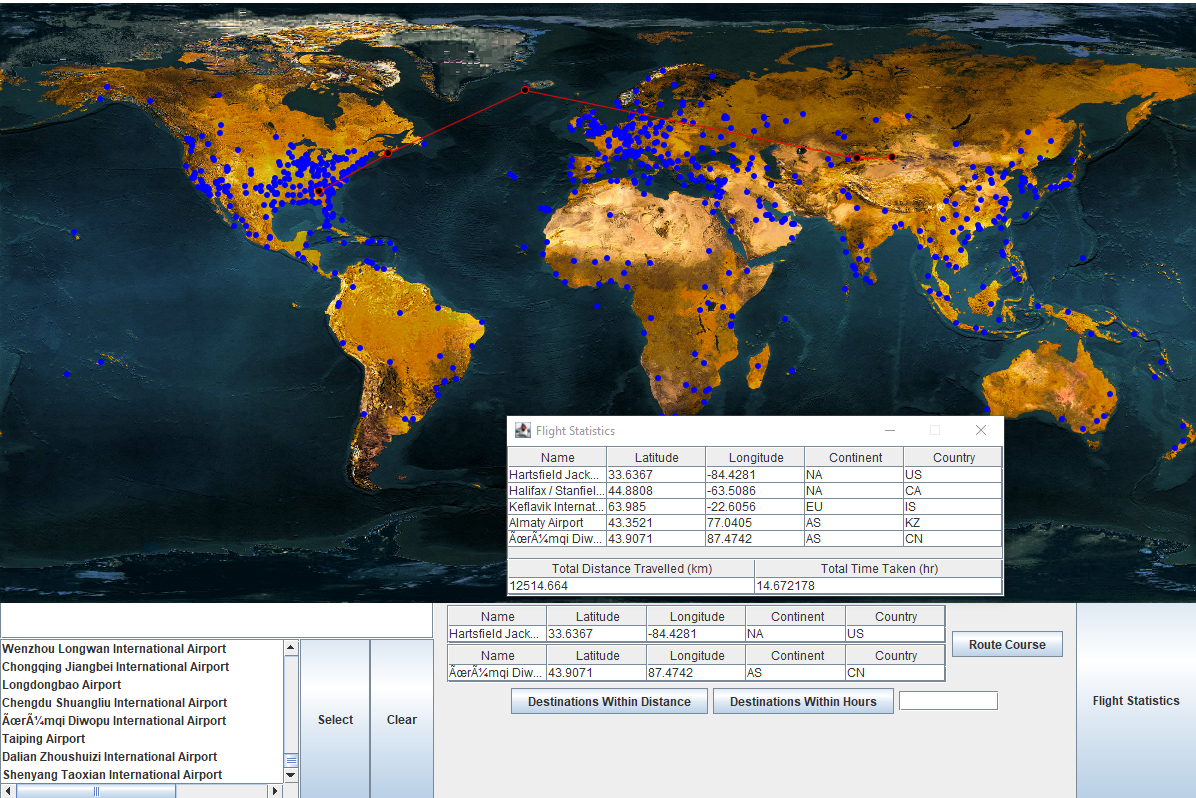 Flight Statistics
Name Latitude Longitude Continent Country
Hartsfield Jack... 33.6367 -84.4281 NA US
Halifax / Stanfiel... 44.8808 -63.5086 NA CA
Keflavik Internat... 63.985 -22.6056 EU IS
Almaty Airport 43.3521 77.0405 AS KZ
ÃœrÃ¼mqi Diw... 43.9071 87.4742 AS CN
Total Distance Travelled (km) Total Time Taken (hr)
12514.664 14.672178
Wenzhou Longwan International Airport
Chongqing Jiangbei International Airport
Longdongbao Airport
Chengdu Shuangliu International Airport
ÃœrÃ¼mqi Diwopu International Airport
Taiping Airport
Dalian Zhoushuizi International Airport
Shenyang Taoxian International Airport
Select
Clear
Name Latitude Longitude Continent Country
Hartsfield Jack... 33.6367 -84.4281 NA US
Name Latitude Longitude Continent Country
ÃœrÃ¼mqi Diw... 43.9071 87.4742 AS CN
Destinations Within Distance
Destinations Within Hours
Route Course
Flight Statistics